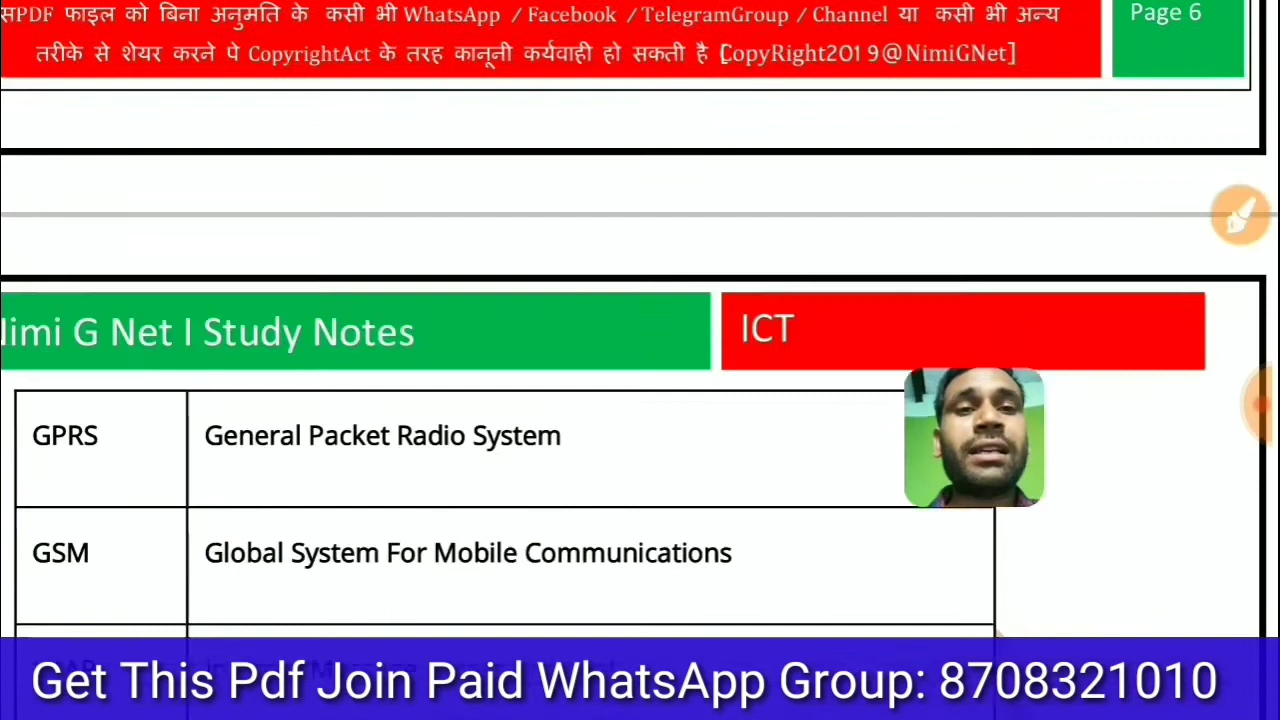 सPDF फाइल को बिना अनुमति के कसी भी WhatsApp / Facebook / TelegramGroup / Channel या कसी भी अन्य
तरीके से शेयर करने पे CopyrightAct के तरह कानूनी कर्यवाही हो सकती है [CopyRight2019@NimiGNet]
Page 6
Nimi G Net I Study Notes
ICT
GPRS
General Packet Radio System
GSM
Global System For Mobile Communications
Get This Pdf Join Paid WhatsApp Group: 8708321010